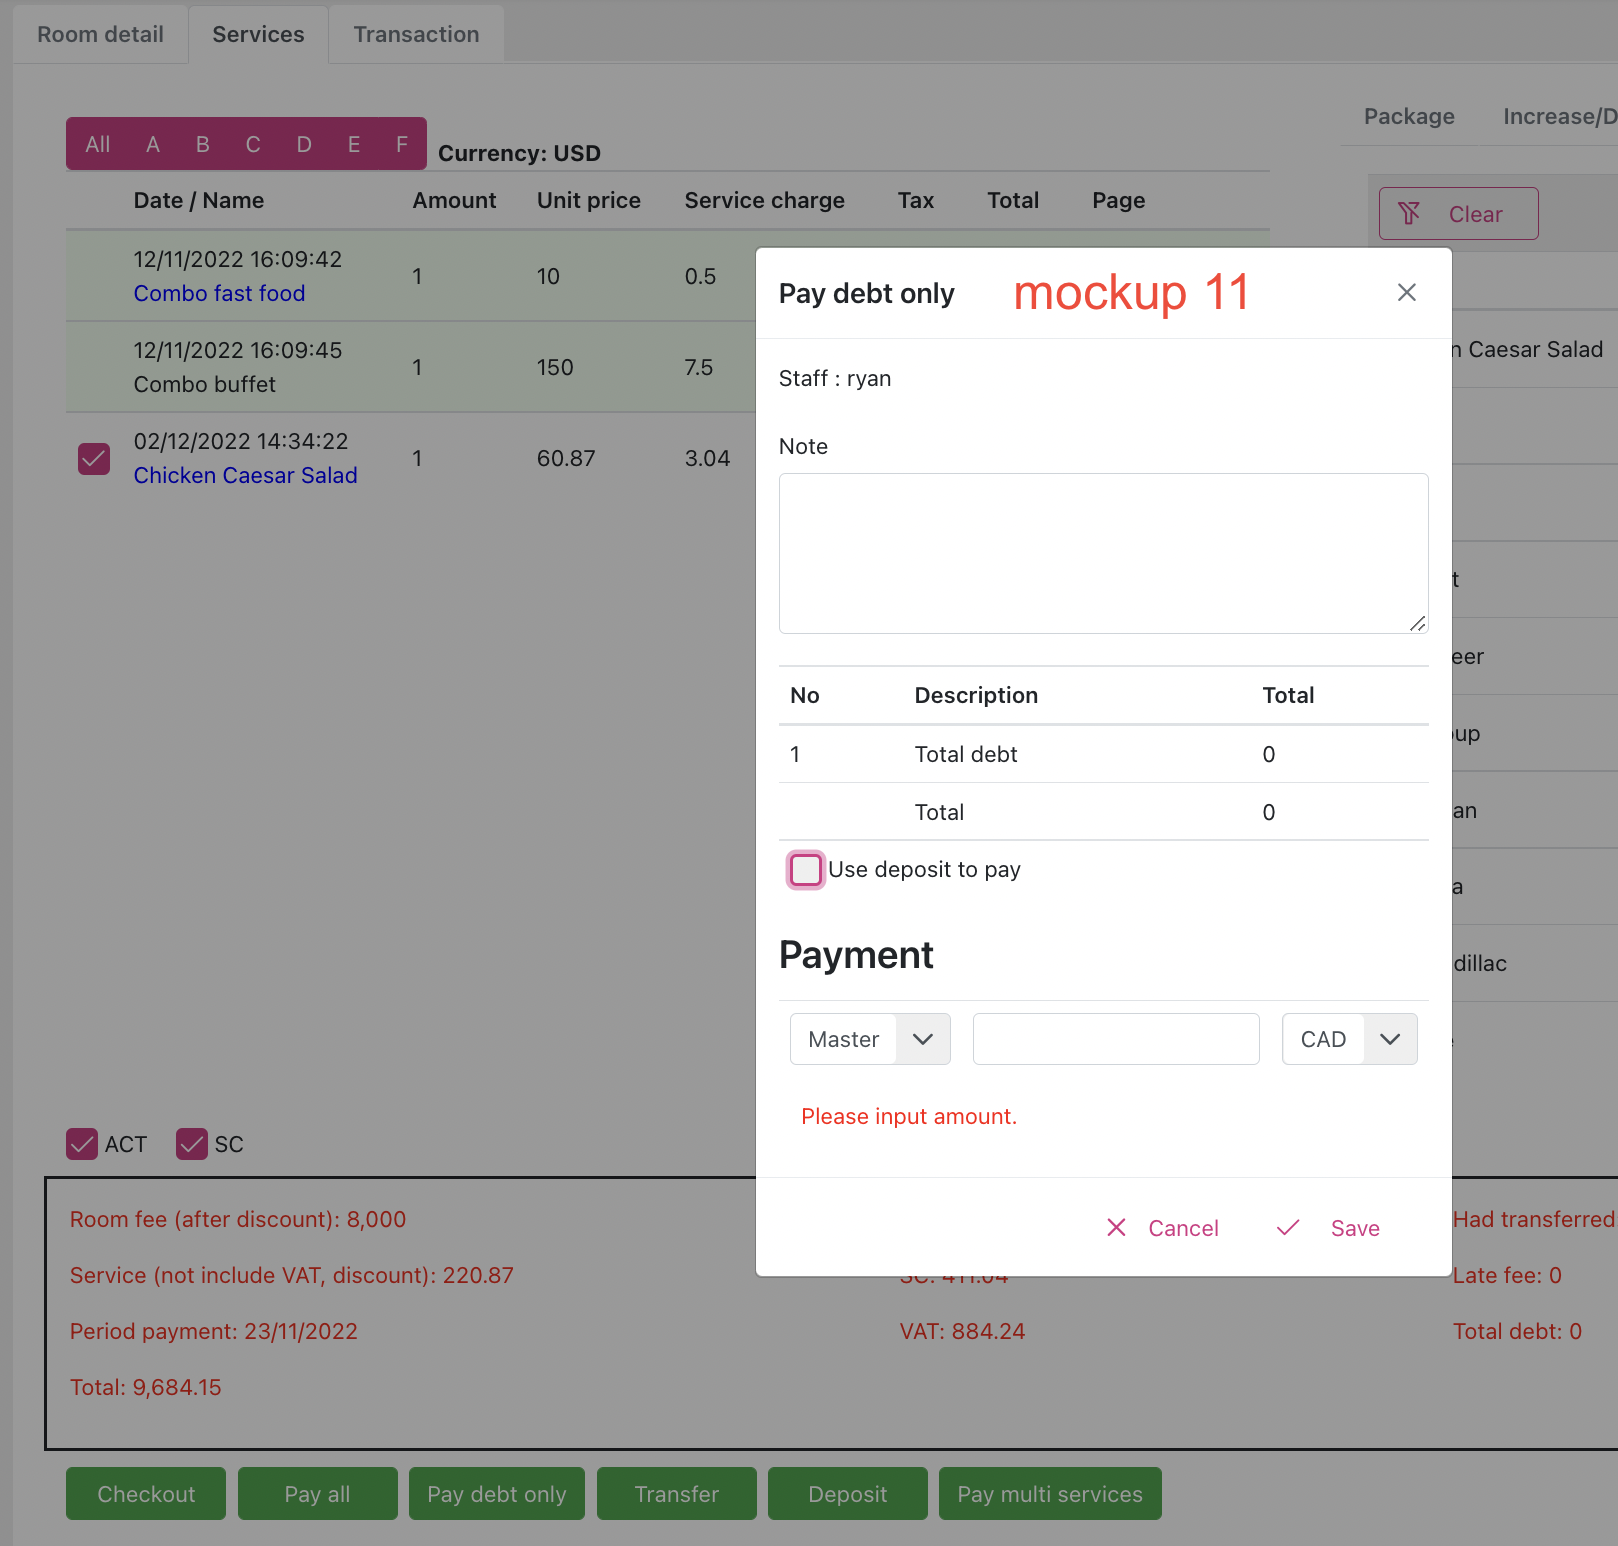 Room detail Services Transaction
Package Increase/D
All A B C D E F Currency: USD
Date / Name Amount Unit price Service charge Tax Total Page
Clear
12/11/2022 16:09:42
Combo fast food 1 10 0.5
12/11/2022 16:09:45
Combo buffet 1 150 7.5
02/12/2022 14:34:22
Chicken Caesar Salad 1 60.87 3.04
Pay debt only mockup 11
Staff : ryan
Note
No Description Total
1 Total debt 0
Total 0
Use deposit to pay
Payment
Master CAD
Please input amount.
Cancel Save
n Caesar Salad
t
eer
oup
an
a
dillac
ACT SC
Room fee (after discount): 8,000 Had transferred
Service (not include VAT, discount): 220.87 SC: 411.04 Late fee: 0
Period payment: 23/11/2022 VAT: 884.24 Total debt: 0
Total: 9,684.15
Checkout Pay all Pay debt only Transfer Deposit Pay multi services